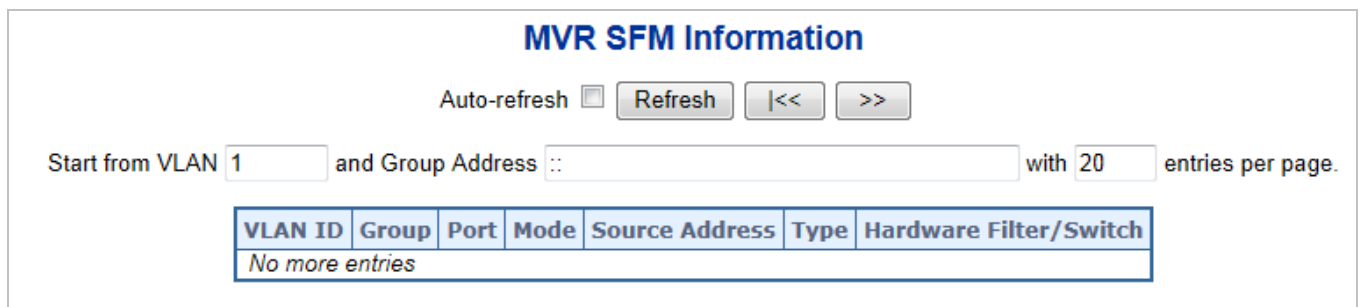 MVR SFM Information
Auto-refresh Refresh |<< >>
Start from VLAN 1 and Group Address :: with 20 entries per page.
VLAN ID Group Port Mode Source Address Type Hardware Filter/Switch
No more entries